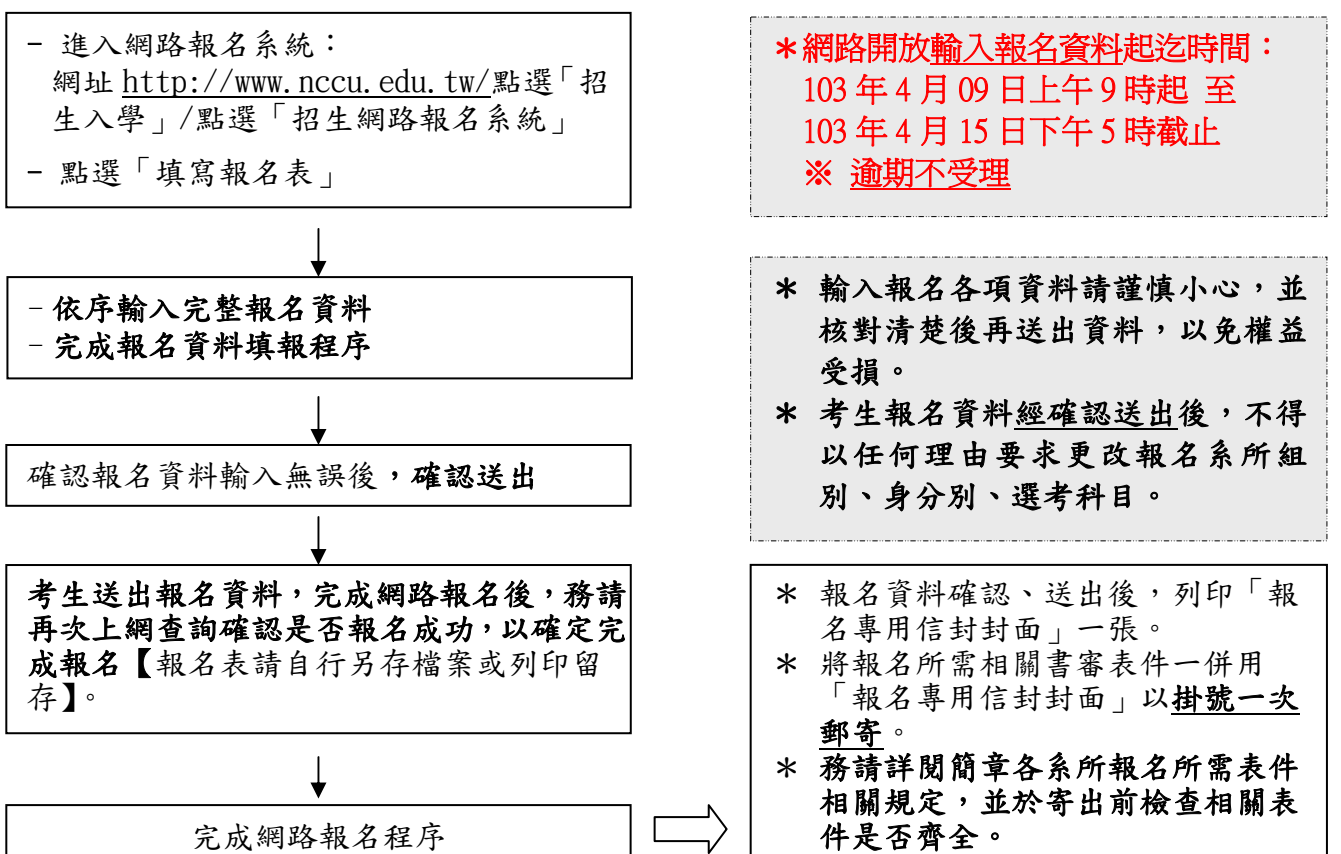 - 進入網路報名系統：
網址 http://www.nccu.edu.tw/點選「招
生入學」/點選「招生網路報名系統」
- 點選「填寫報名表」
*網路開放輸入報名資料起迄時間：
103 年 4 月 09 日上午 9 時起 至
103 年 4 月 15 日下午 5 時截止
※ 逾期不受理
-依序輸入完整報名資料
-完成報名資料填報程序
* 輸入報名各項資料請謹慎小心，並
核對清楚後再送出資料，以免權益
受損。
* 考生報名資料經確認送出後，不得
以任何理由要求更改報名系所組
別、身分別、選考科目。
確認報名資料輸入無誤後，確認送出
考生送出報名資料，完成網路報名後，務請
再次上網查詢確認是否報名成功，以確定完
成報名【報名表請自行另存檔案或列印留
存】。
* 報名資料確認、送出後，列印「報
名專用信封封面」一張。
* 將報名所需相關書審表件一併用
「報名專用信封封面」以掛號一次
郵寄。
* 務請詳閱簡章各系所報名所需表件
相關規定，並於寄出前檢查相關表
件是否齊全。
完成網路報名程序